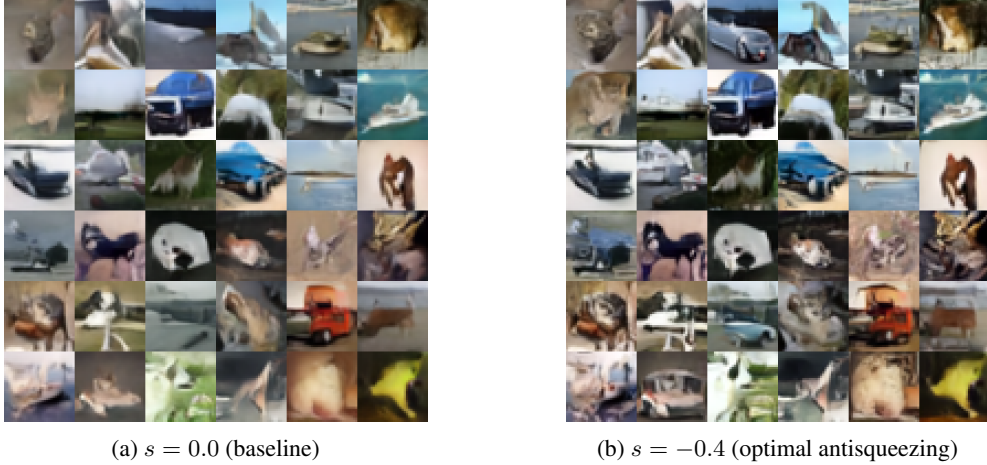 (a) s = 0.0 (baseline)
(b) s = −0.4 (optimal antisqueezing)